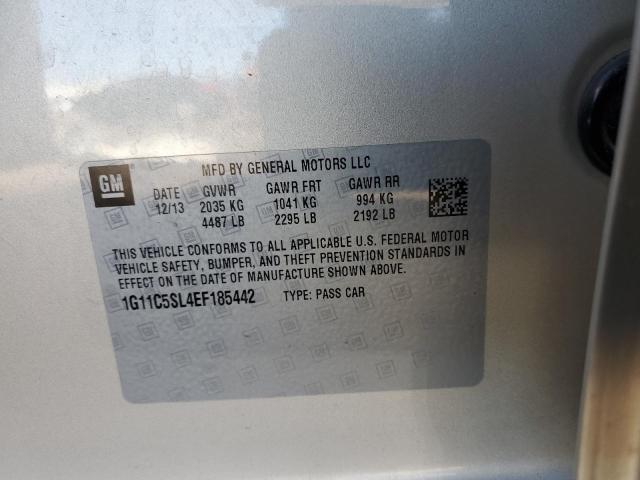 MFD BY GENERAL MOTORS LLC
GM
DATE GVWR GAWR FRT GAWR RR
12/13 2035 KG 1041 KG 994 KG
4487 LB 2295 LB 2192 LB
THIS VEHICLE CONFORMS TO ALL APPLICABLE U.S. FEDERAL MOTOR
VEHICLE SAFETY, BUMPER, AND THEFT PREVENTION STANDARDS IN
EFFECT ON THE DATE OF MANUFACTURE SHOWN ABOVE.
1G11C5SL4EF185442 TYPE: PASS CAR